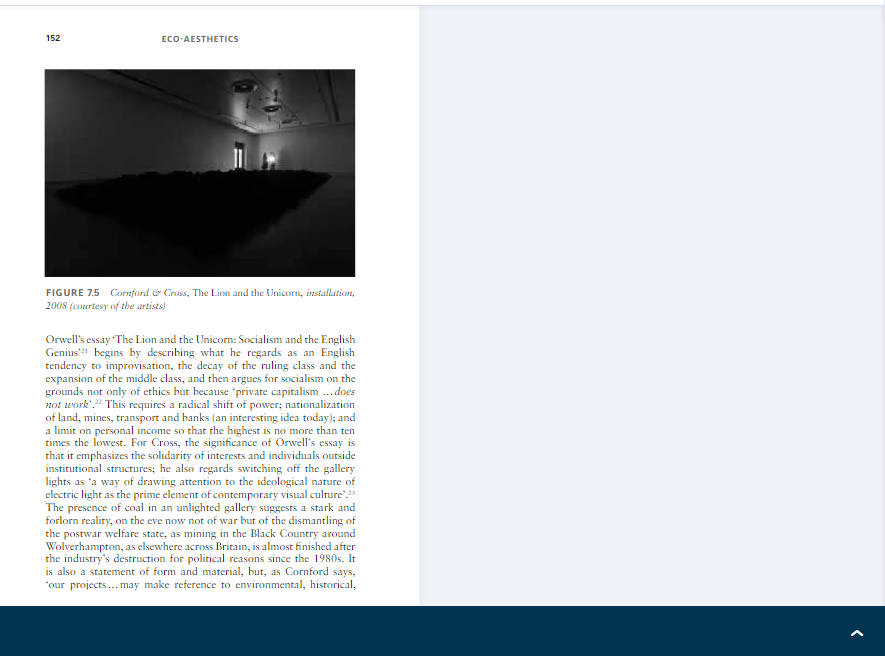 152
ECO-AESTHETICS
FIGURE 7.5 Cornford & Cross, The Lion and the Unicorn, installation,
2008 (courtesy of the artists)
Orwell's essay 'The Lion and the Unicorn: Socialism and the English
Genius'21 begins by describing what he regards as an English
tendency to improvisation, the decay of the ruling class and the
expansion of the middle class, and then argues for socialism on the
grounds not only of ethics but because 'private capitalism ... does
not work'.22 This requires a radical shift of power; nationalization
of land, mines, transport and banks (an interesting idea today); and
a limit on personal income so that the highest is no more than ten
times the lowest. For Cross, the significance of Orwell's essay is
that it emphasizes the solidarity of interests and individuals outside
institutional structures; he also regards switching off the gallery
lights as 'a way of drawing attention to the ideological nature of
electric light as the prime element of contemporary visual culture'.23
The presence of coal in an unlighted gallery suggests a stark and
forlorn reality, on the eve now not of war but of the dismantling of
the postwar welfare state, as mining in the Black Country around
Wolverhampton, as elsewhere across Britain, is almost finished after
the industry's destruction for political reasons since the 1980s. It
is also a statement of form and material, but, as Cornford says,
'our projects ... may make reference to environmental, historical,